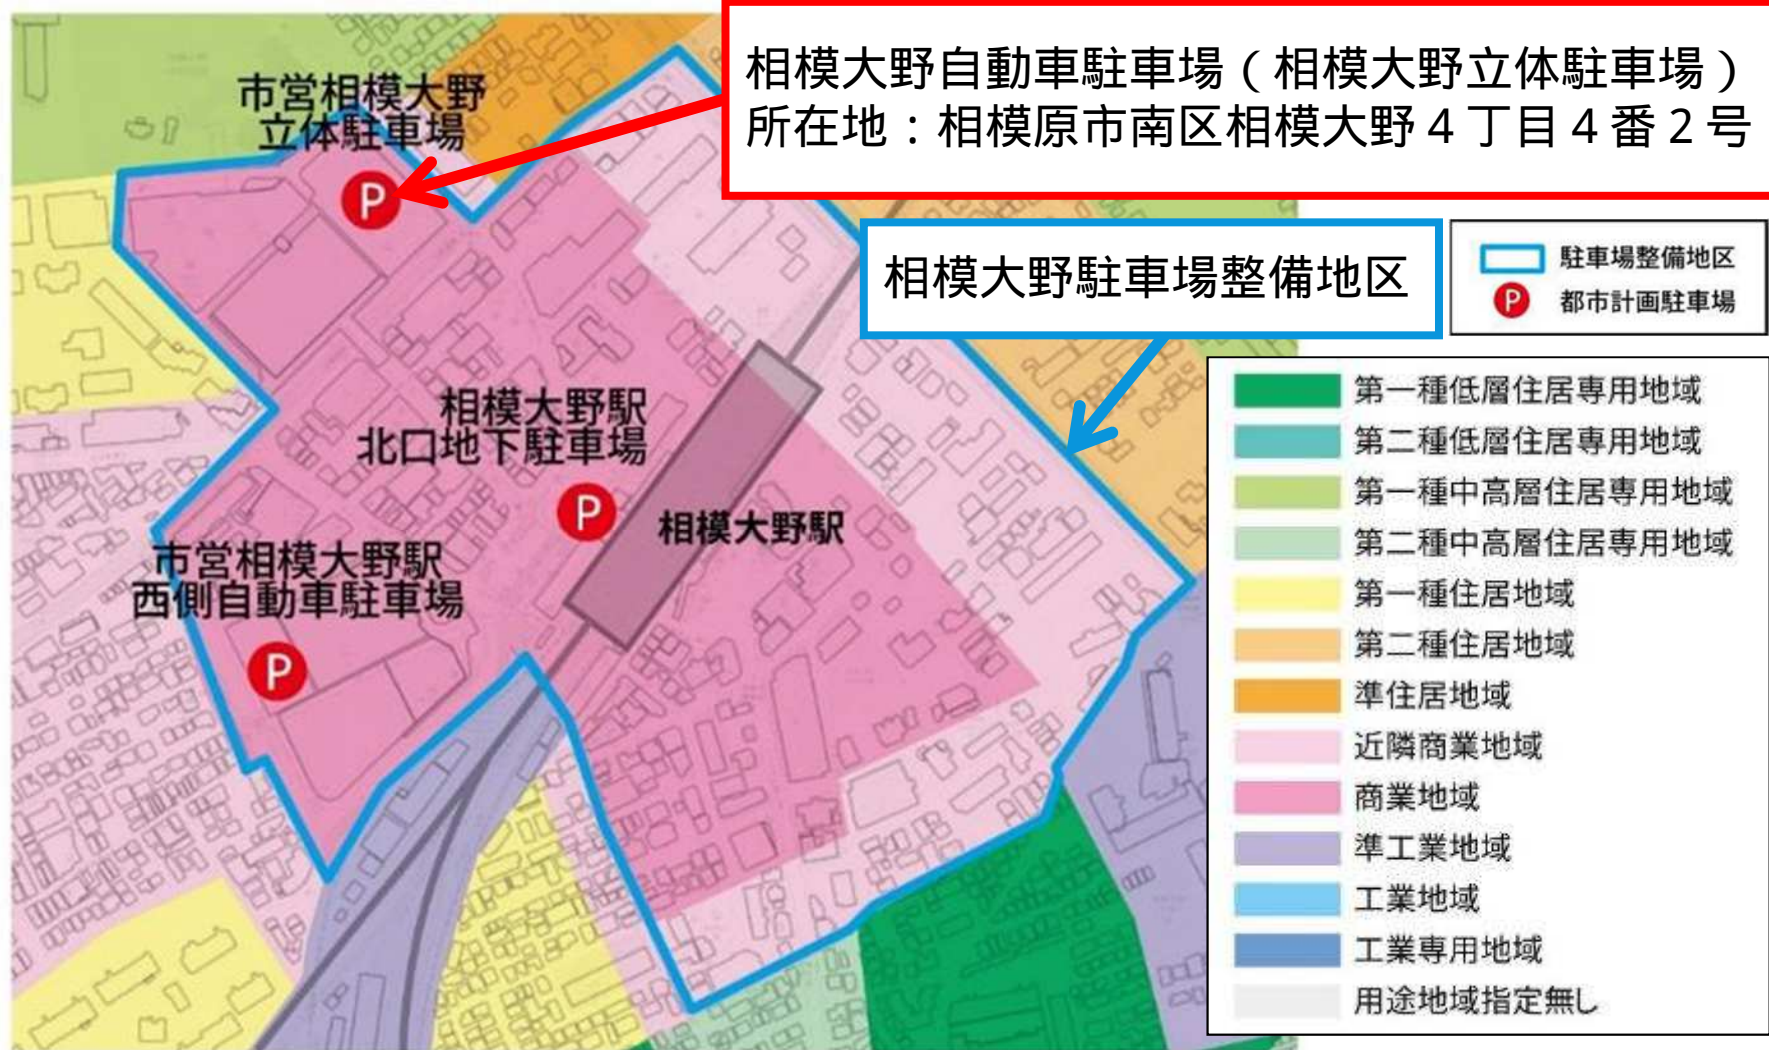 相模大野自動車駐車場（相模大野立体駐車場）
所在地：相模原市南区相模大野４丁目４番２号
市営相模大野
立体駐車場
P
相模大野駐車場整備地区
駐車場整備地区
P 都市計画駐車場
相模大野駅
北口地下駐車場
P
相模大野駅
市営相模大野駅
西側自動車駐車場
P
第一種低層住居専用地域
第二種低層住居専用地域
第一種中高層住居専用地域
第二種中高層住居専用地域
第一種住居地域
第二種住居地域
準住居地域
近隣商業地域
商業地域
準工業地域
工業地域
工業専用地域
用途地域指定無し